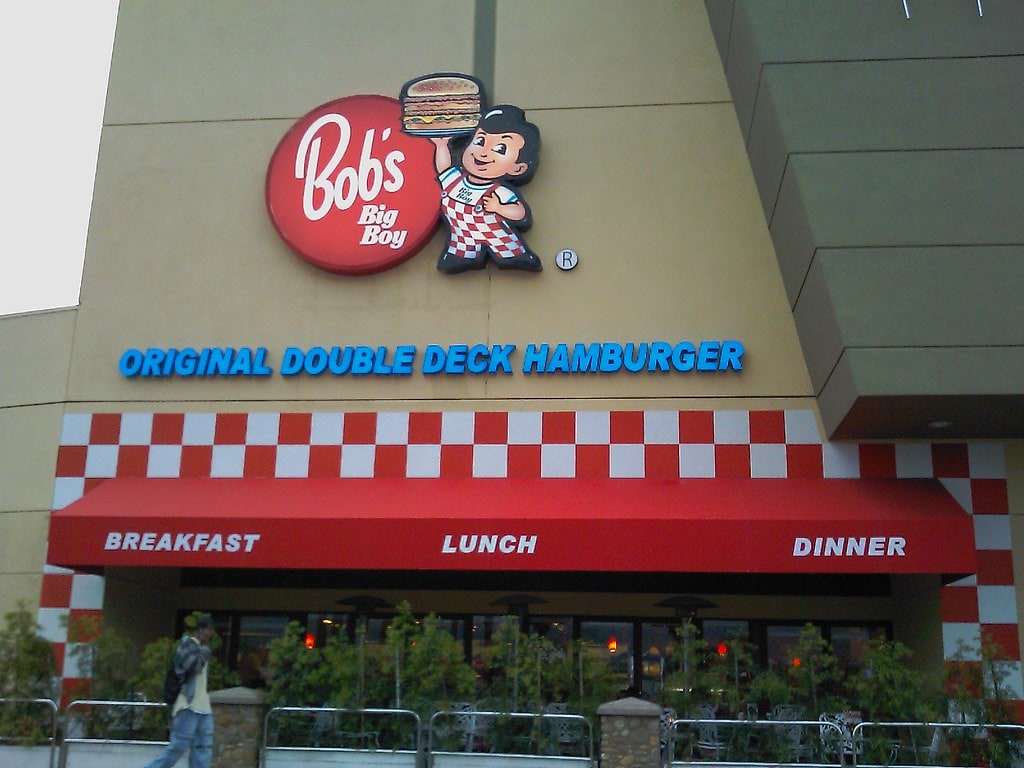 Bob's
Big
Boy
Big
Boy
®
ORIGINAL DOUBLE DECK HAMBURGER
BREAKFAST LUNCH DINNER